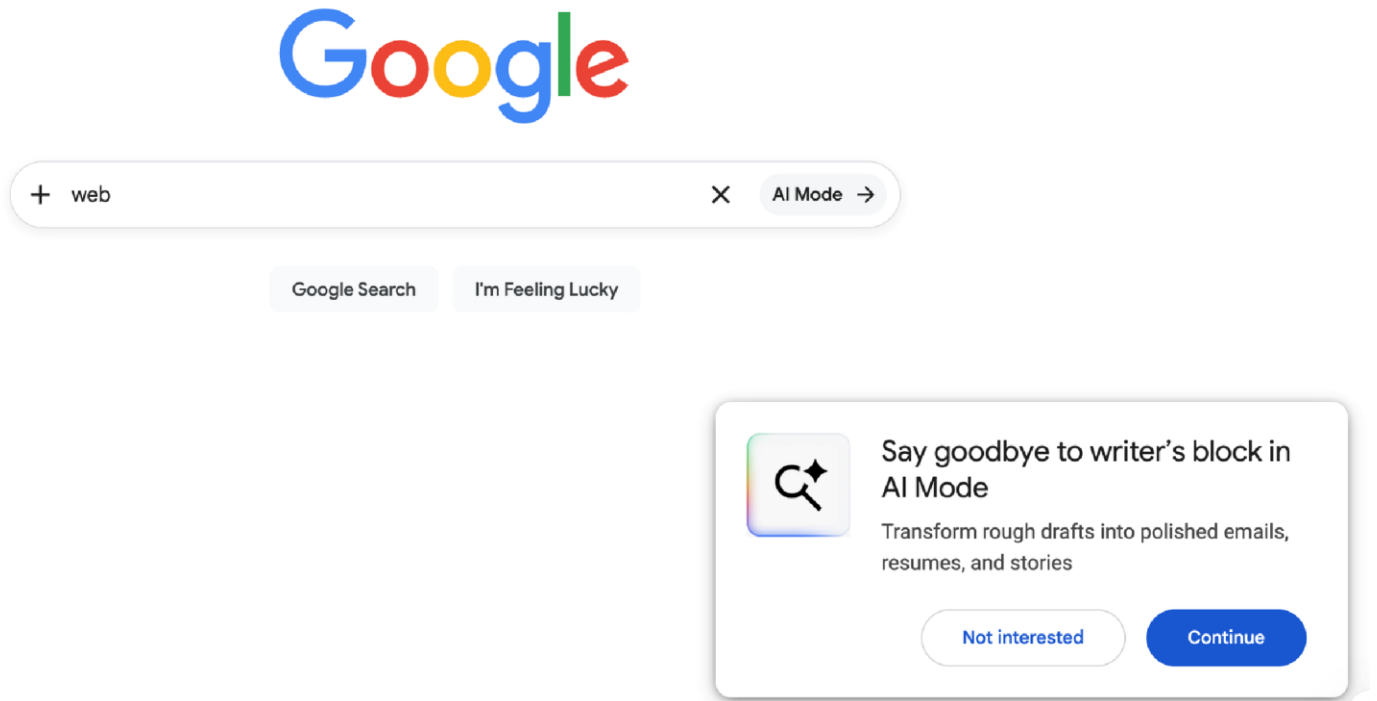 Google
web
AI Mode
Google Search
I'm Feeling Lucky
Say goodbye to writer’s block in
AI Mode
Transform rough drafts into polished emails,
resumes, and stories
Not interested
Continue